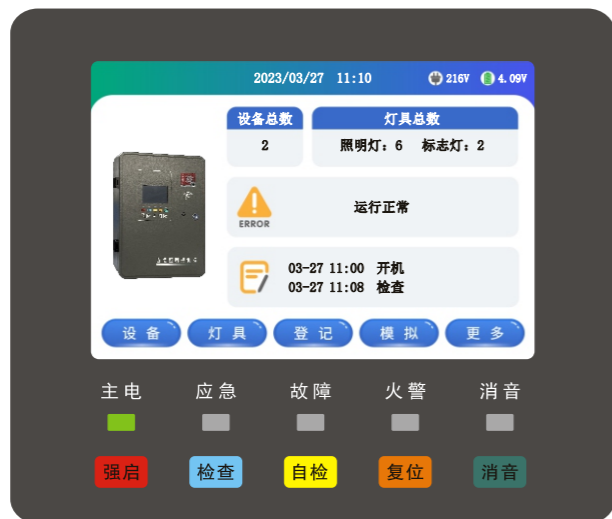 2023/03/27 11:10 216V 4.09V
设备总数 灯具总数
2 照明灯：6 标志灯：2
ERROR 运行正常
03-27 11:00 开机
03-27 11:08 检查
设备 灯具 登记 模拟 更多
主电 应急 故障 火警 消音
强启 检查 自检 复位 消音